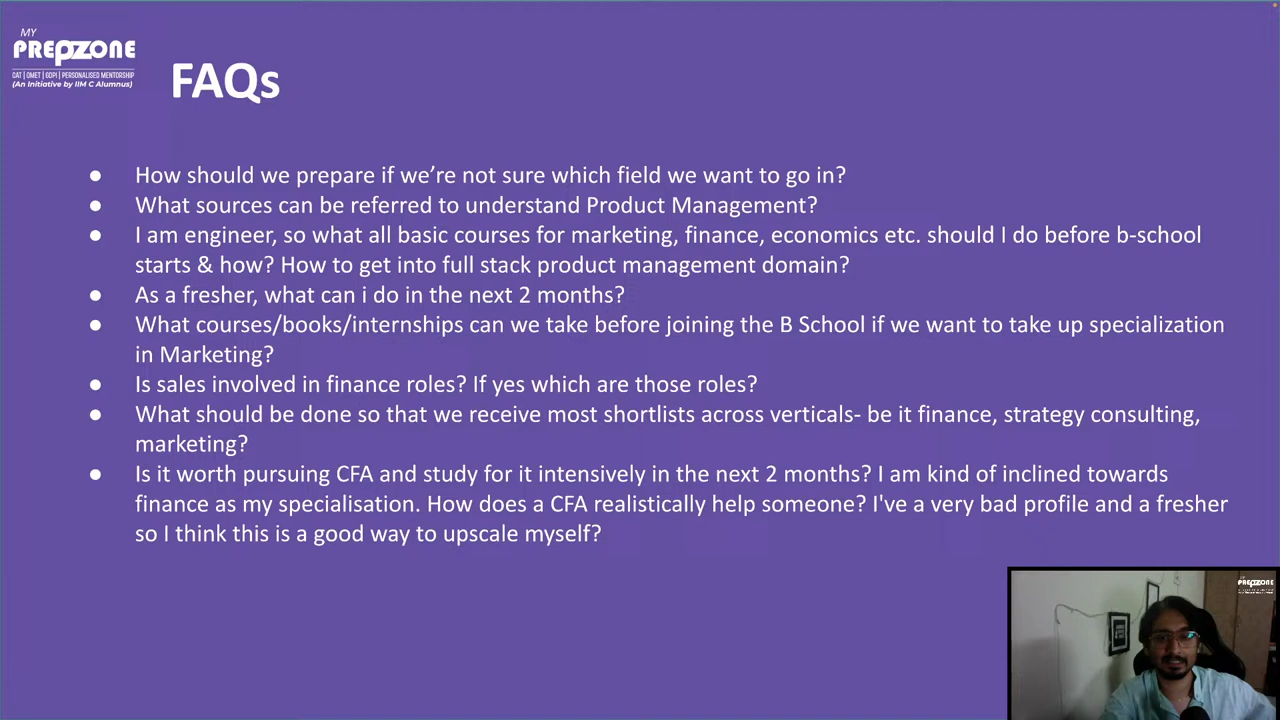 MY
PREPZONE
CAT | OMET | GDPI | PERSONALISED MENTORSHIP
(An Initiative by IIM C Alumnus)
FAQs
● How should we prepare if we’re not sure which field we want to go in?
● What sources can be referred to understand Product Management?
● I am engineer, so what all basic courses for marketing, finance, economics etc. should I do before b-school
starts & how? How to get into full stack product management domain?
● As a fresher, what can i do in the next 2 months?
● What courses/books/internships can we take before joining the B School if we want to take up specialization
in Marketing?
● Is sales involved in finance roles? If yes which are those roles?
● What should be done so that we receive most shortlists across verticals- be it finance, strategy consulting,
marketing?
● Is it worth pursuing CFA and study for it intensively in the next 2 months? I am kind of inclined towards
finance as my specialisation. How does a CFA realistically help someone? I've a very bad profile and a fresher
so I think this is a good way to upscale myself?
PREPZONE